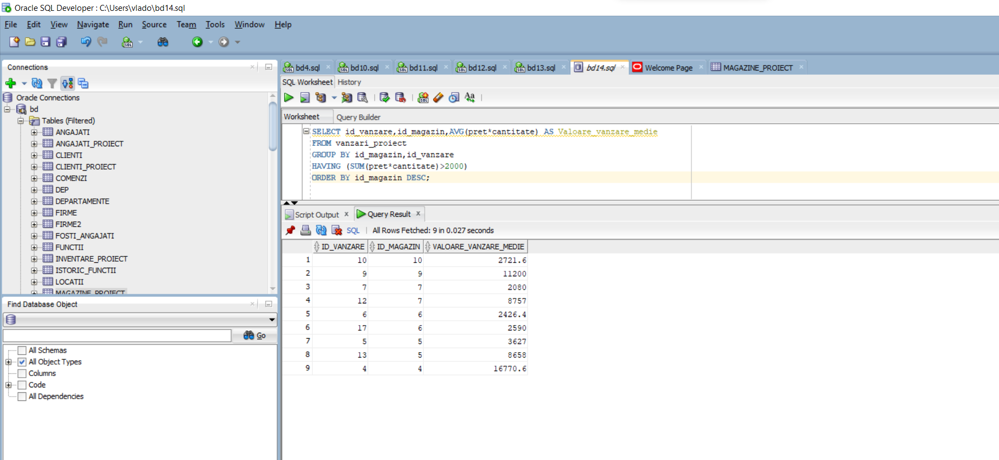 Oracle SQL Developer : C:\Users\vlado\bd14.sql
File Edit View Navigate Run Source Team Tools Window Help
Connections
Oracle Connections
bd
Tables (Filtered)
ANGAJATI
ANGAJATI_PROIECT
CLIENTI
CLIENTI_PROIECT
COMENZI
DEP
DEPARTAMENTE
FIRME
FIRME2
FOSTI_ANGAJATI
FUNCTII
INVENTARE_PROIECT
ISTORIC_FUNCTII
LOCATII
MAGAZINE_PROIECT
Find Database Object
Go
All Schemas
All Object Types
Columns
Code
All Dependencies
bd4.sql bd10.sql bd11.sql bd12.sql bd13.sql bd14.sql Welcome Page MAGAZINE_PROIECT
SQL Worksheet History
Worksheet Query Builder
SELECT id_vanzare,id_magazin,AVG(pret*cantitate) AS Valoare_vanzare_medie
FROM vanzari_proiect
GROUP BY id_magazin,id_vanzare
HAVING (SUM(pret*cantitate)>2000)
ORDER BY id_magazin DESC;
Script Output x Query Result x
SQL | All Rows Fetched: 9 in 0.027 seconds
ID_VANZARE ID_MAGAZIN VALOARE_VANZARE_MEDIE
1 10 10 2721.6
2 9 9 11200
3 7 7 2080
4 12 7 8757
5 6 6 2426.4
6 17 6 2590
7 5 5 3627
8 13 5 8658
9 4 4 16770.6